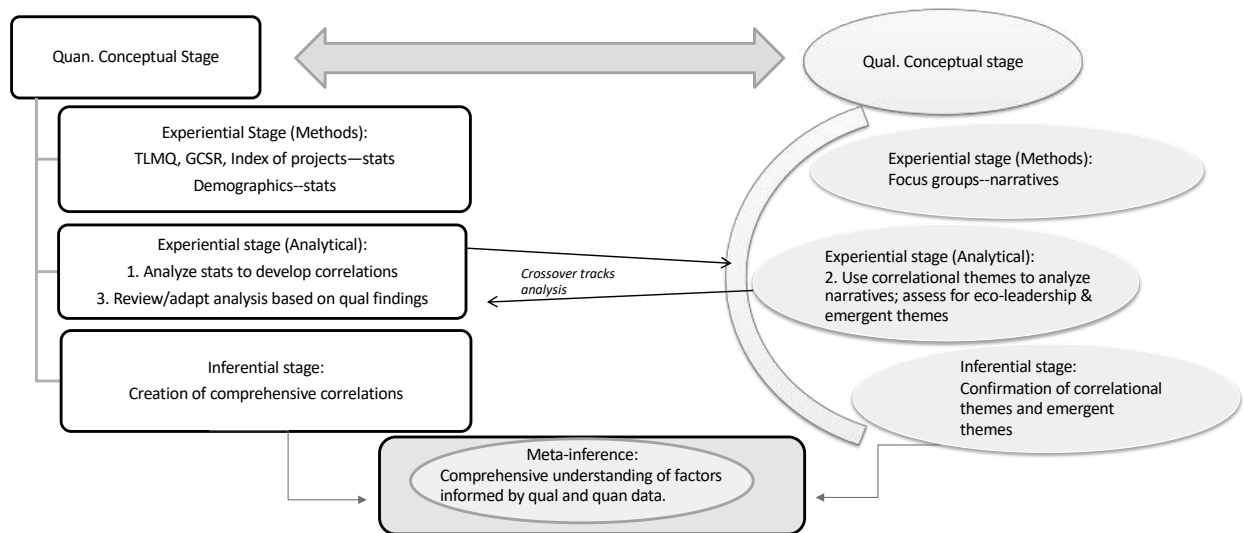 Quan. Conceptual Stage
Qual. Conceptual stage
Experiential Stage (Methods):
TLMQ, GCSR, Index of projects—stats
Demographics--stats
Experiential stage (Methods):
Focus groups--narratives
Experiential stage (Analytical):
1. Analyze stats to develop correlations
3. Review/adapt analysis based on qual findings
Crossover tracks
analysis
Experiential stage (Analytical):
2. Use correlational themes to analyze
narratives; assess for eco-leadership &
emergent themes
Inferential stage:
Creation of comprehensive correlations
Inferential stage:
Confirmation of correlational
themes and emergent
themes
Meta-inference:
Comprehensive understanding of factors
informed by qual and quan data.